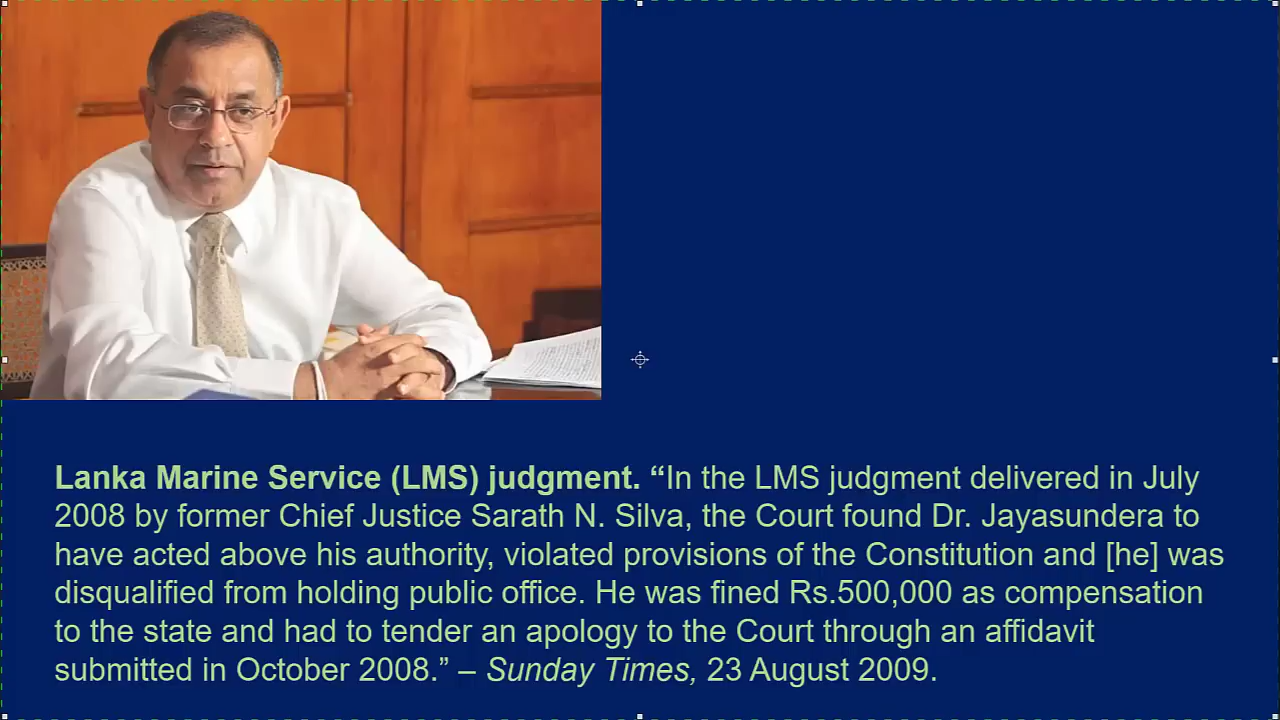 Lanka Marine Service (LMS) judgment. “In the LMS judgment delivered in July
2008 by former Chief Justice Sarath N. Silva, the Court found Dr. Jayasundera to
have acted above his authority, violated provisions of the Constitution and [he] was
disqualified from holding public office. He was fined Rs.500,000 as compensation
to the state and had to tender an apology to the Court through an affidavit
submitted in October 2008.” – Sunday Times, 23 August 2009.